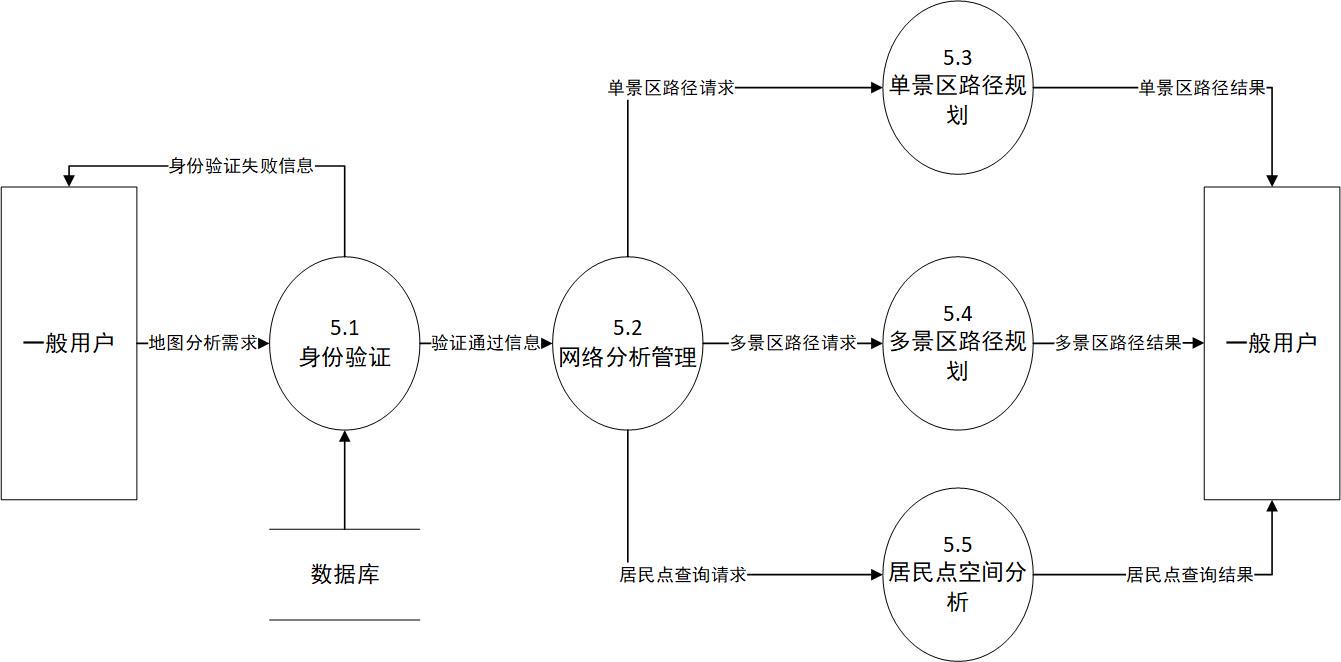 5.3
单景区路径请求
单景区路径规
划
单景区路径结果
身份验证失败信息
一般用户
地图分析需求
5.1
身份验证
验证通过信息
5.2
网络分析管理
多景区路径请求
5.4
多景区路径规
划
多景区路径结果
一般用户
数据库
居民点查询请求
5.5
居民点空间分
析
居民点查询结果